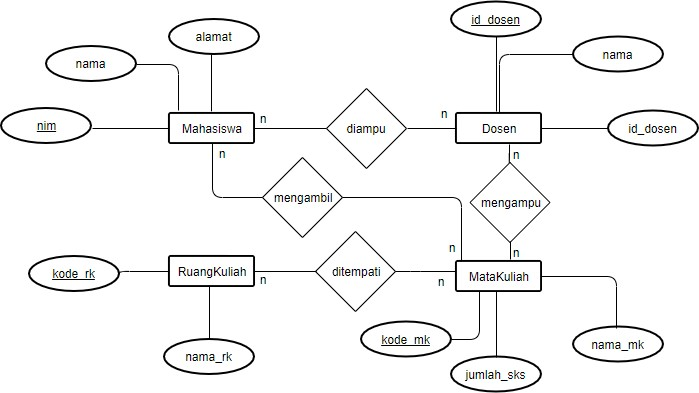 id_dosen
alamat
nama
nama
nim
Mahasiswa
n
diampu
n
Dosen
id_dosen
n
n
mengambil
mengampu
n
n
kode_rk
RuangKuliah
n
ditempati
n
MataKuliah
kode_mk
nama_mk
nama_rk
jumlah_sks